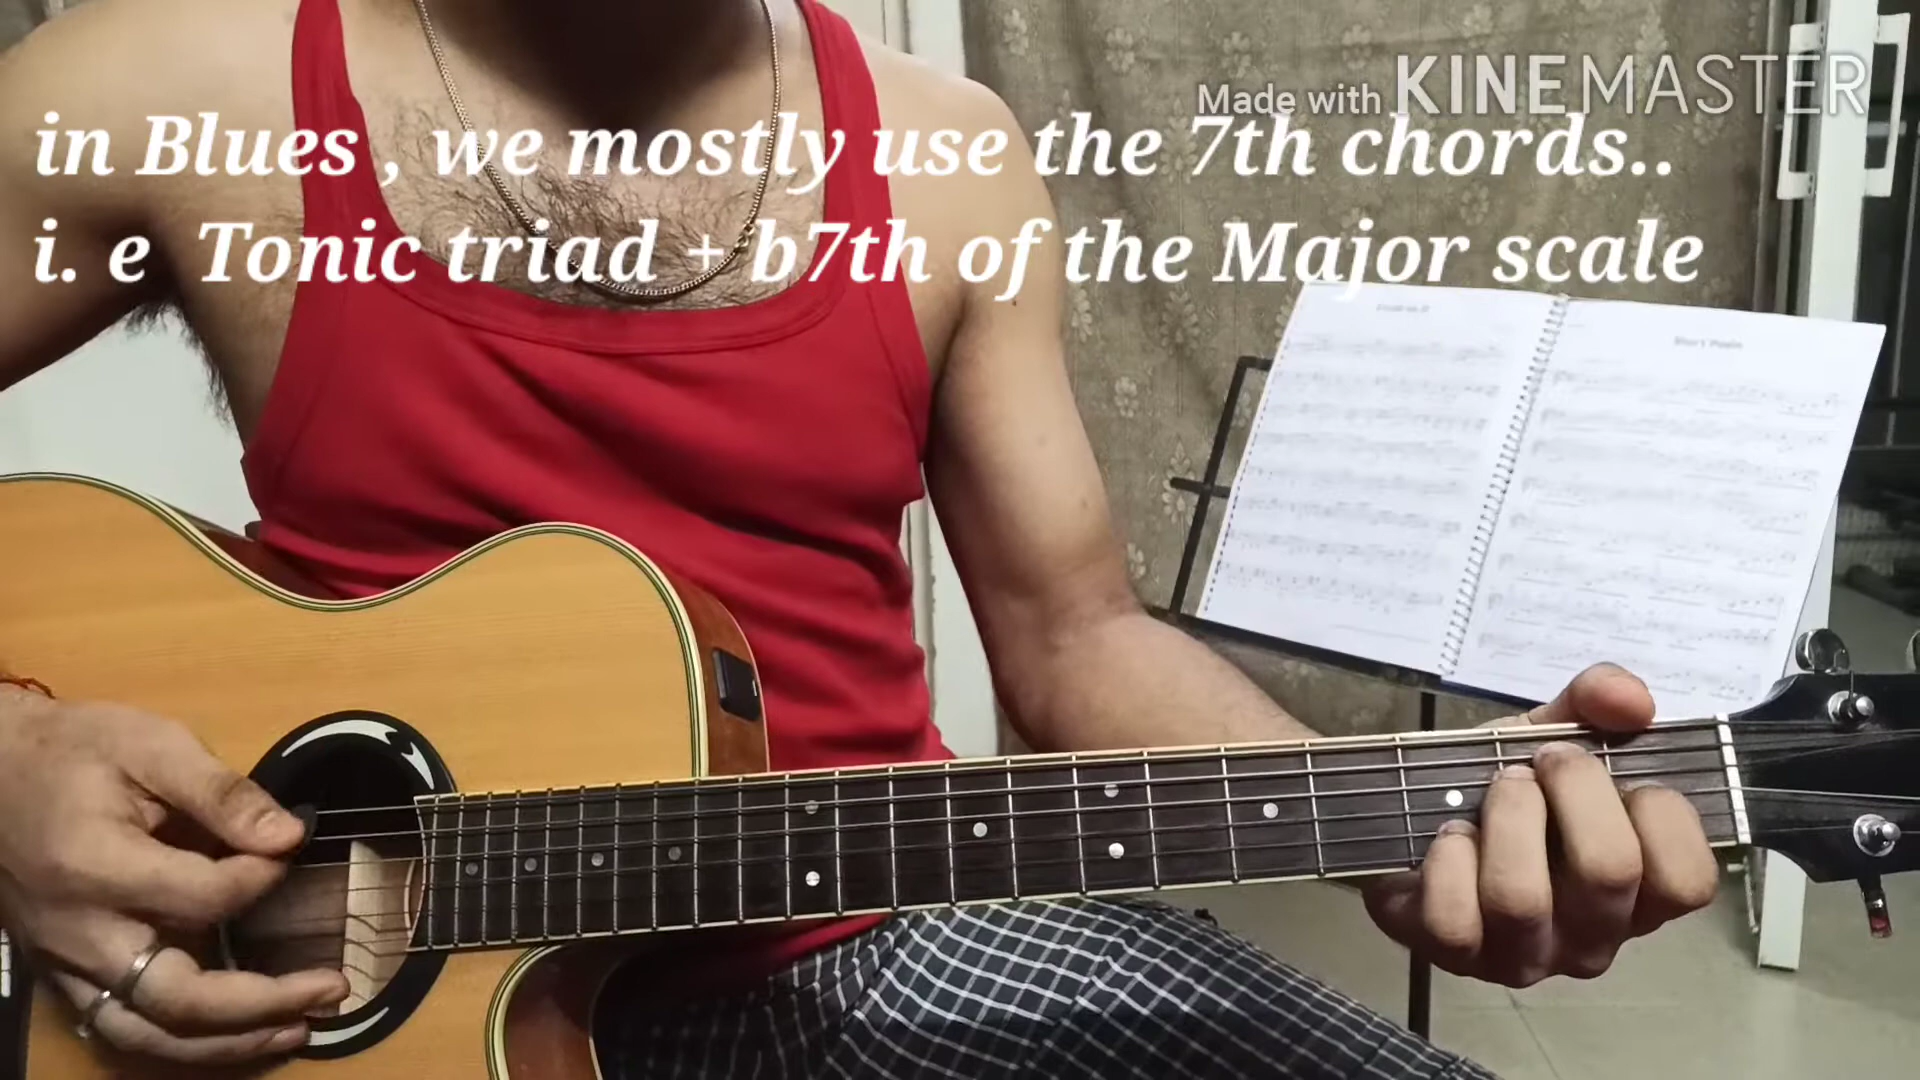 Made with KINEMASTER
in Blues , we mostly use the 7th chords..
i. e Tonic triad + b7th of the Major scale